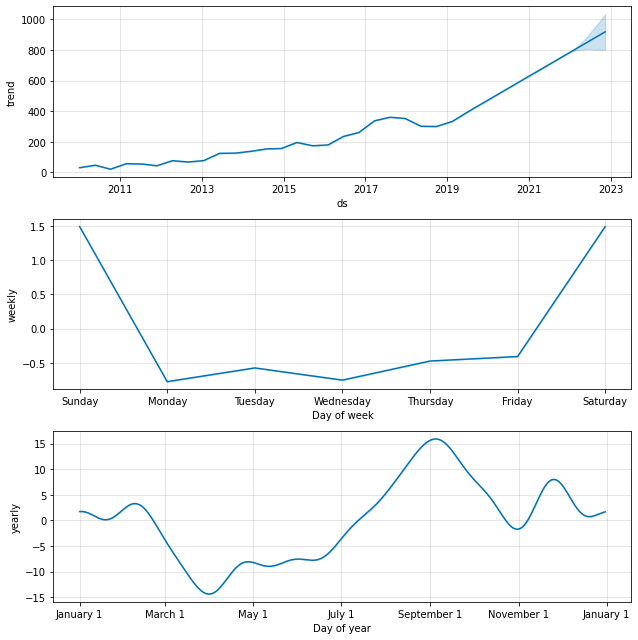 1000
800
600
400
200
0
trend
2011 2013 2015 2017 2019 2021 2023
ds
1.5
1.0
0.5
0.0
−0.5
weekly
Sunday Monday Tuesday Wednesday Thursday Friday Saturday
Day of week
15
10
5
0
−5
−10
−15
yearly
January 1 March 1 May 1 July 1 September 1 November 1 January 1
Day of year